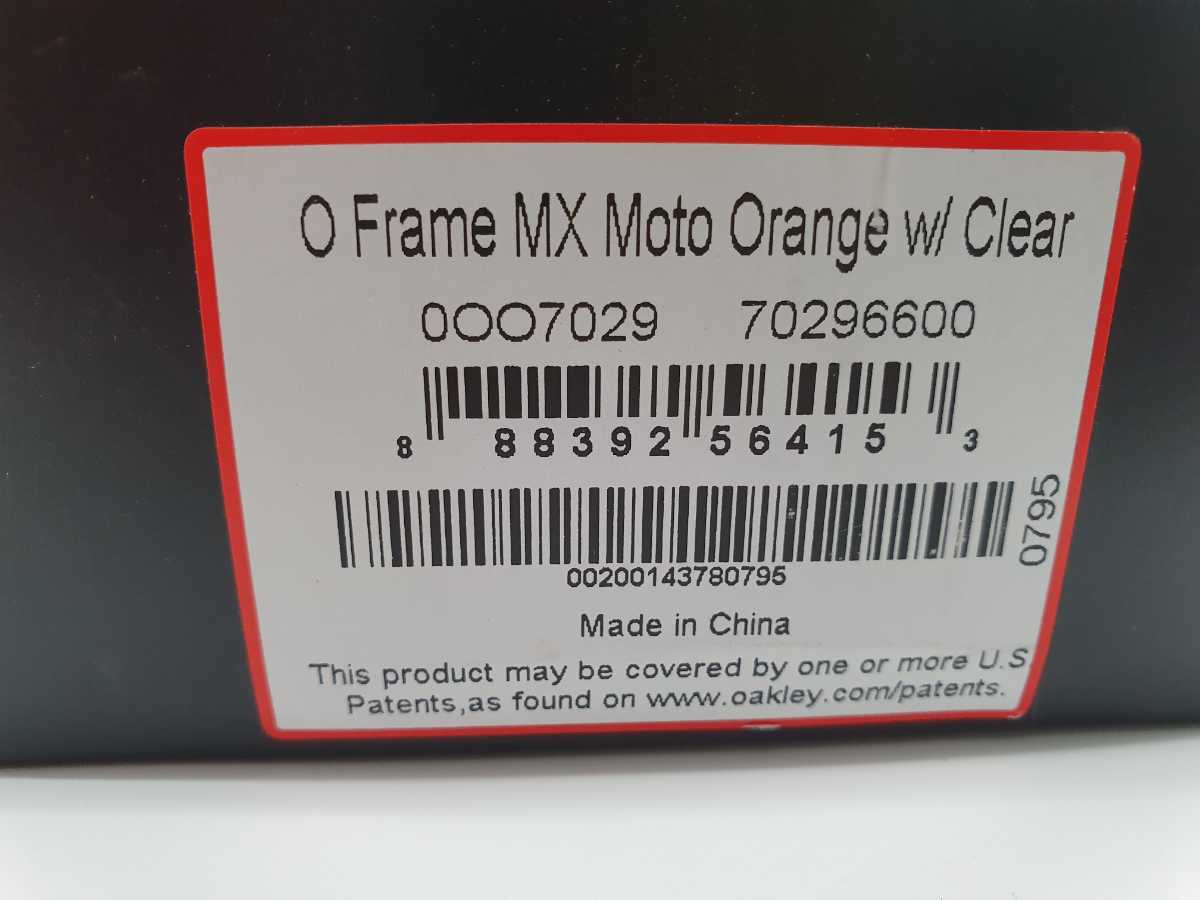 O Frame MX Moto Orange w/ Clear
0OO7029 70296600
8 88392 56415 3
0795
00200143780795
Made in China
This product may be covered by one or more U.S
Patents,as found on www.oakley.com/patents.